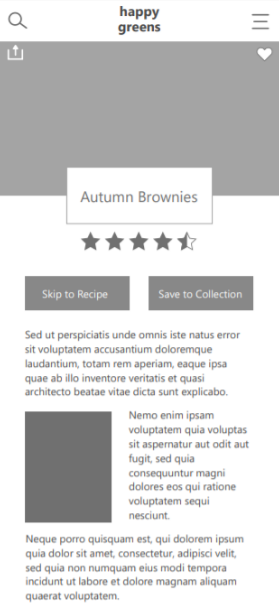 happy
greens
Autumn Brownies
Skip to Recipe
Save to Collection
Sed ut perspiciatis unde omnis iste natus error
sit voluptatem accusantium doloremque
laudantium, totam rem aperiam, eaque ipsa
quae ab illo inventore veritatis et quasi
architecto beatae vitae dicta sunt explicabo.
Nemo enim ipsam
voluptatem quia voluptas
sit aspernatur aut odit aut
fugit, sed quia
consequuntur magni
dolores eos qui ratione
voluptatem sequi
nesciunt.
Neque porro quisquam est, qui dolorem ipsum
quia dolor sit amet, consectetur, adipisci velit,
sed quia non numquam eius modi tempora
incidunt ut labore et dolore magnam aliquam
quaerat voluptatem.